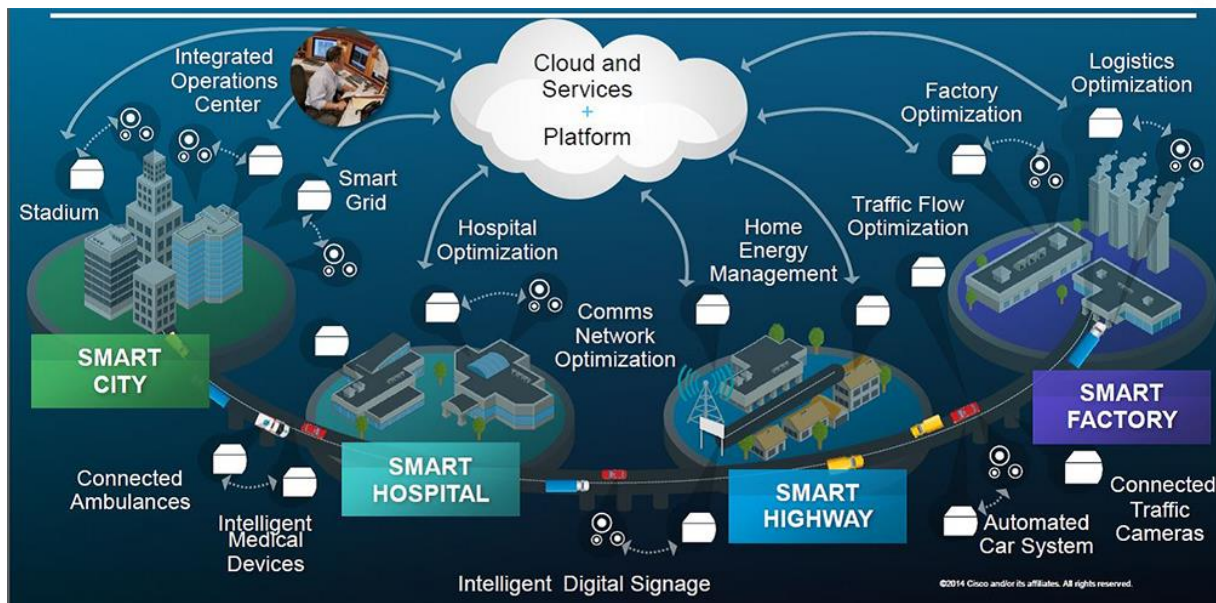 Integrated
Operations
Center
Cloud and
Services
+
Platform
Logistics
Optimization
Factory
Optimization
Stadium
Smart
Grid
Hospital
Optimization
Home
Energy
Management
Traffic Flow
Optimization
Comms
Network
Optimization
SMART
CITY
SMART
HOSPITAL
SMART
HIGHWAY
SMART
FACTORY
Connected
Ambulances
Intelligent
Medical
Devices
Intelligent Digital Signage
Automated
Car System
Connected
Traffic
Cameras
©2014 Cisco and/or its affiliates. All rights reserved.